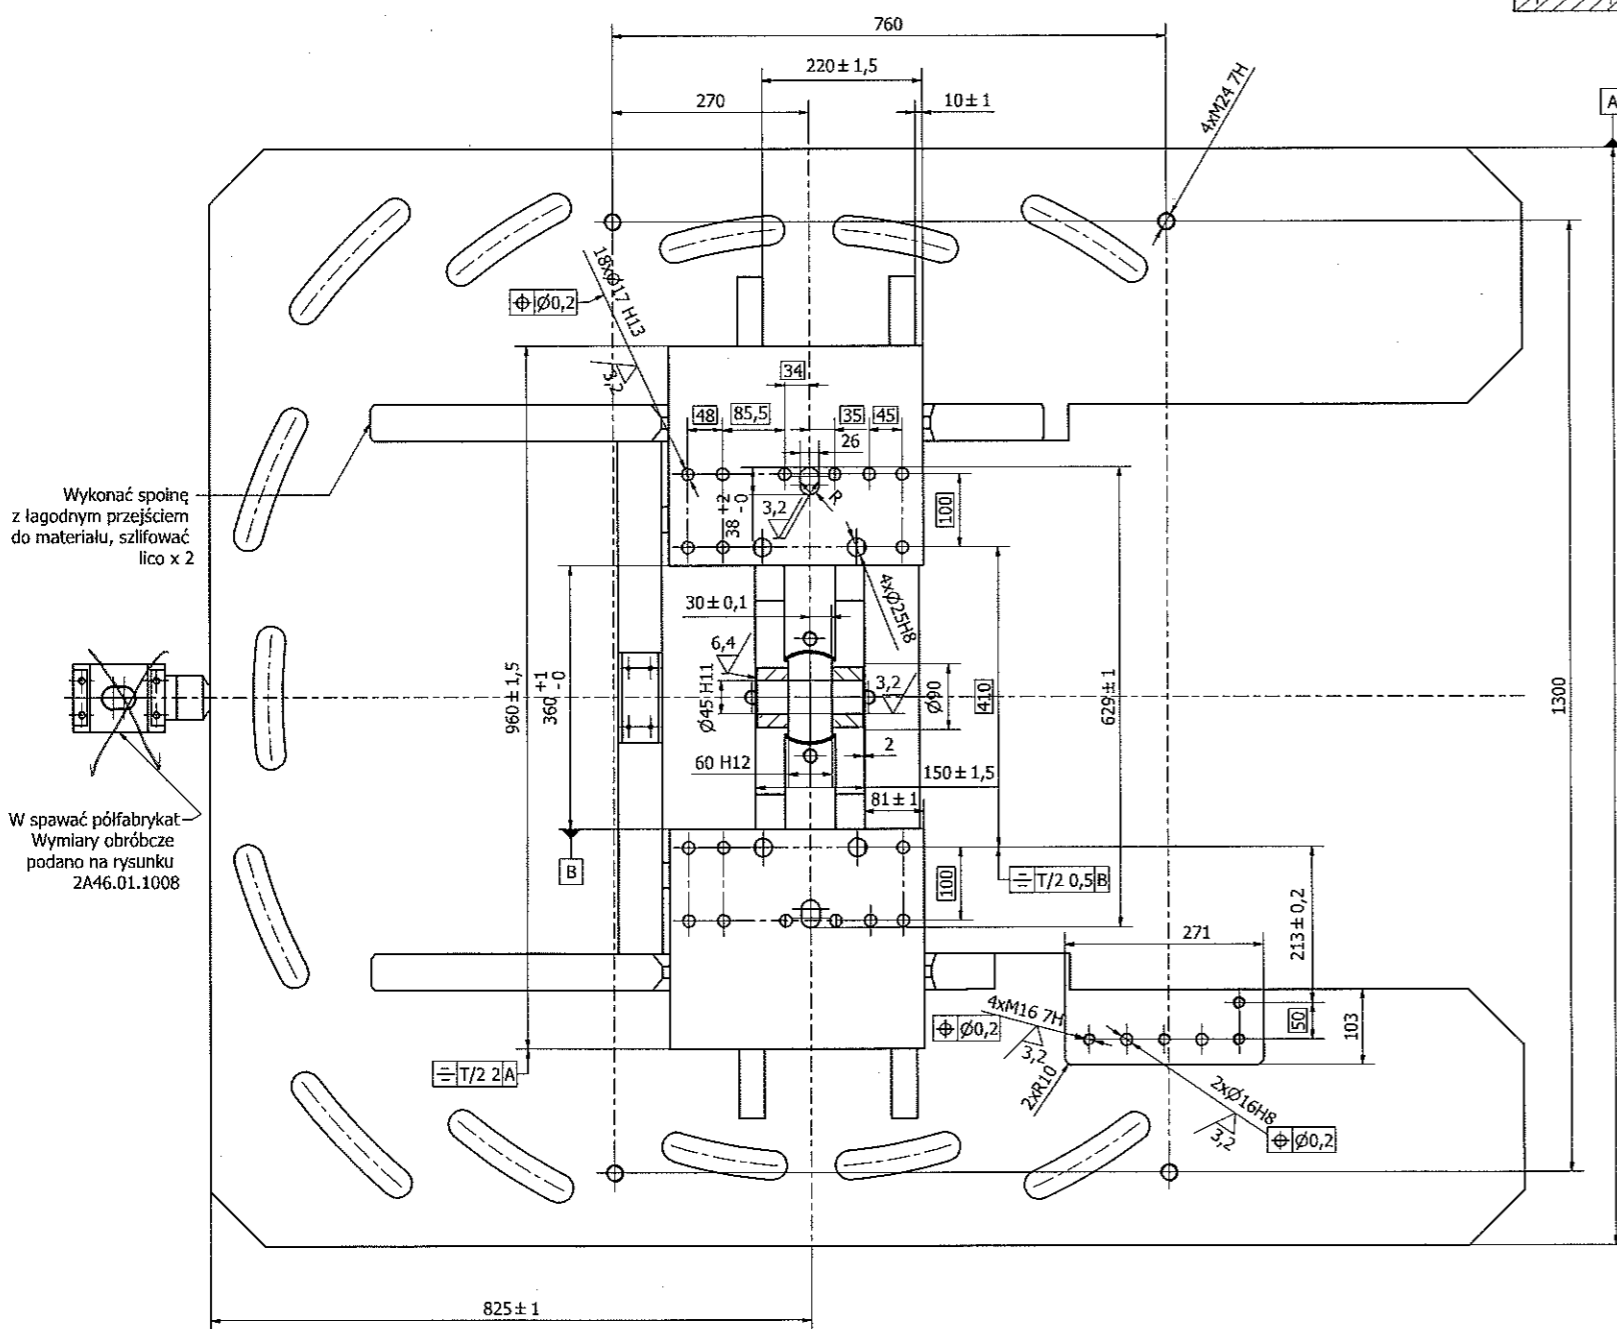 760
220±1,5
270
10±1
4xM24 7H
A
18xØ17 H13
⌖ Ø0,2
3,2
34
48
85,5
35
45
26
Wykonać spoinę
z łagodnym przejściem
do materiału, szlifować
lico x 2
38 +2 -0
3,2
R
100
30±0,1
4xØ25H8
6,4
960±1,5
360 +1 -0
Ø45 H11
3,2
Ø90
410
629±1
1300
2
60 H12
150±1,5
81±1
W spawać półfabrykat
Wymiary obróbcze
podano na rysunku
2A46.01.1008
B
100
⌯ T/2 0,5 B
213±0,2
271
4xM16 7H
⌖ Ø0,2
3,2
50
103
⌯ T/2 2 A
2xR10
2xØ16H8
3,2
⌖ Ø0,2
825±1